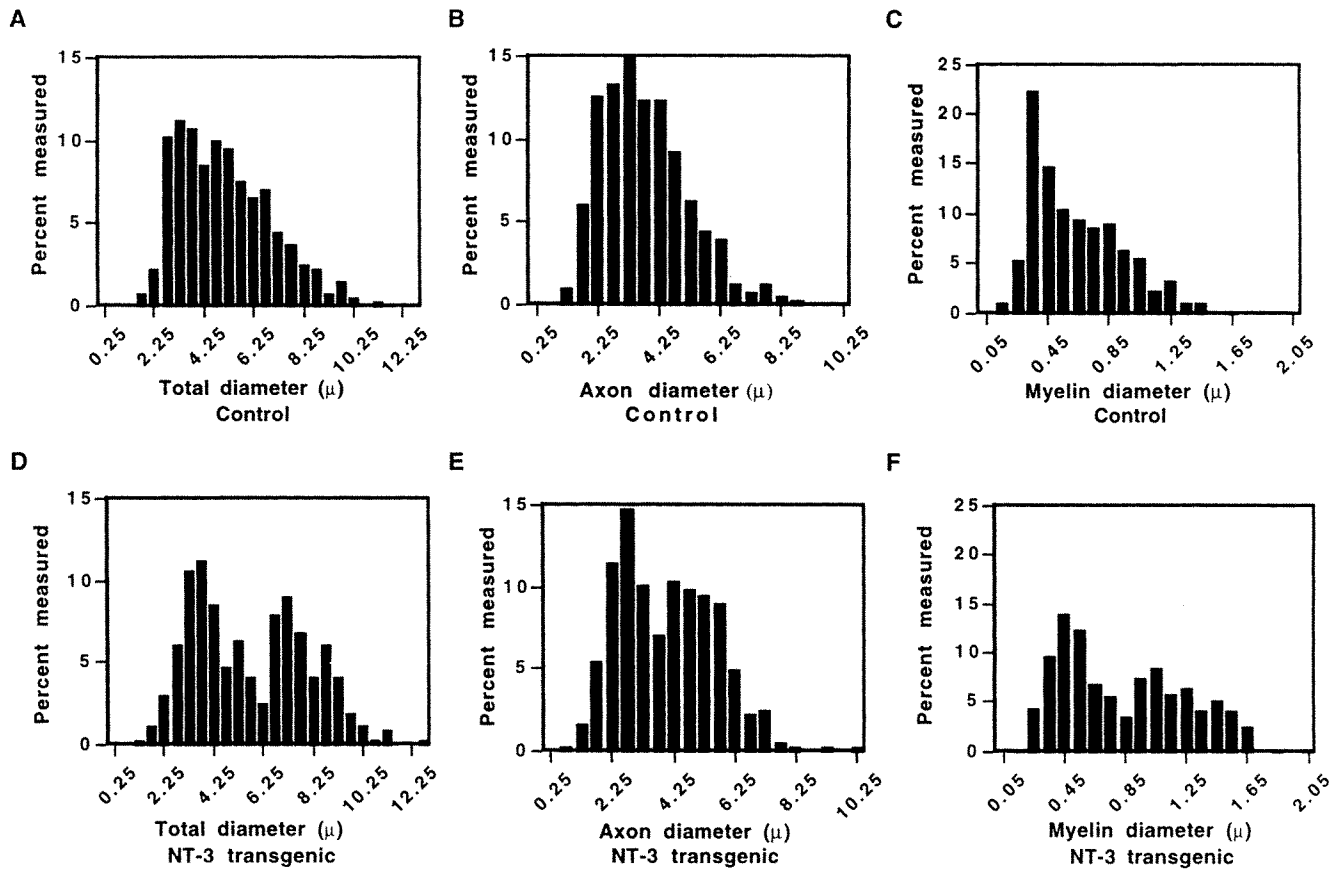 A
Percent measured
15
10
5
0
0.25
2.25
4.25
6.25
8.25
10.25
12.25
Total diameter (μ)
Control
B
Percent measured
15
10
5
0
0.25
2.25
4.25
6.25
8.25
10.25
Axon diameter (μ)
Control
C
Percent measured
25
20
15
10
5
0
0.05
0.45
0.85
1.25
1.65
2.05
Myelin diameter (μ)
Control
D
Percent measured
15
10
5
0
0.25
2.25
4.25
6.25
8.25
10.25
12.25
Total diameter (μ)
NT-3 transgenic
E
Percent measured
15
10
5
0
0.25
2.25
4.25
6.25
8.25
10.25
Axon diameter (μ)
NT-3 transgenic
F
Percent measured
25
20
15
10
5
0
0.05
0.45
0.85
1.25
1.65
2.05
Myelin diameter (μ)
NT-3 transgenic